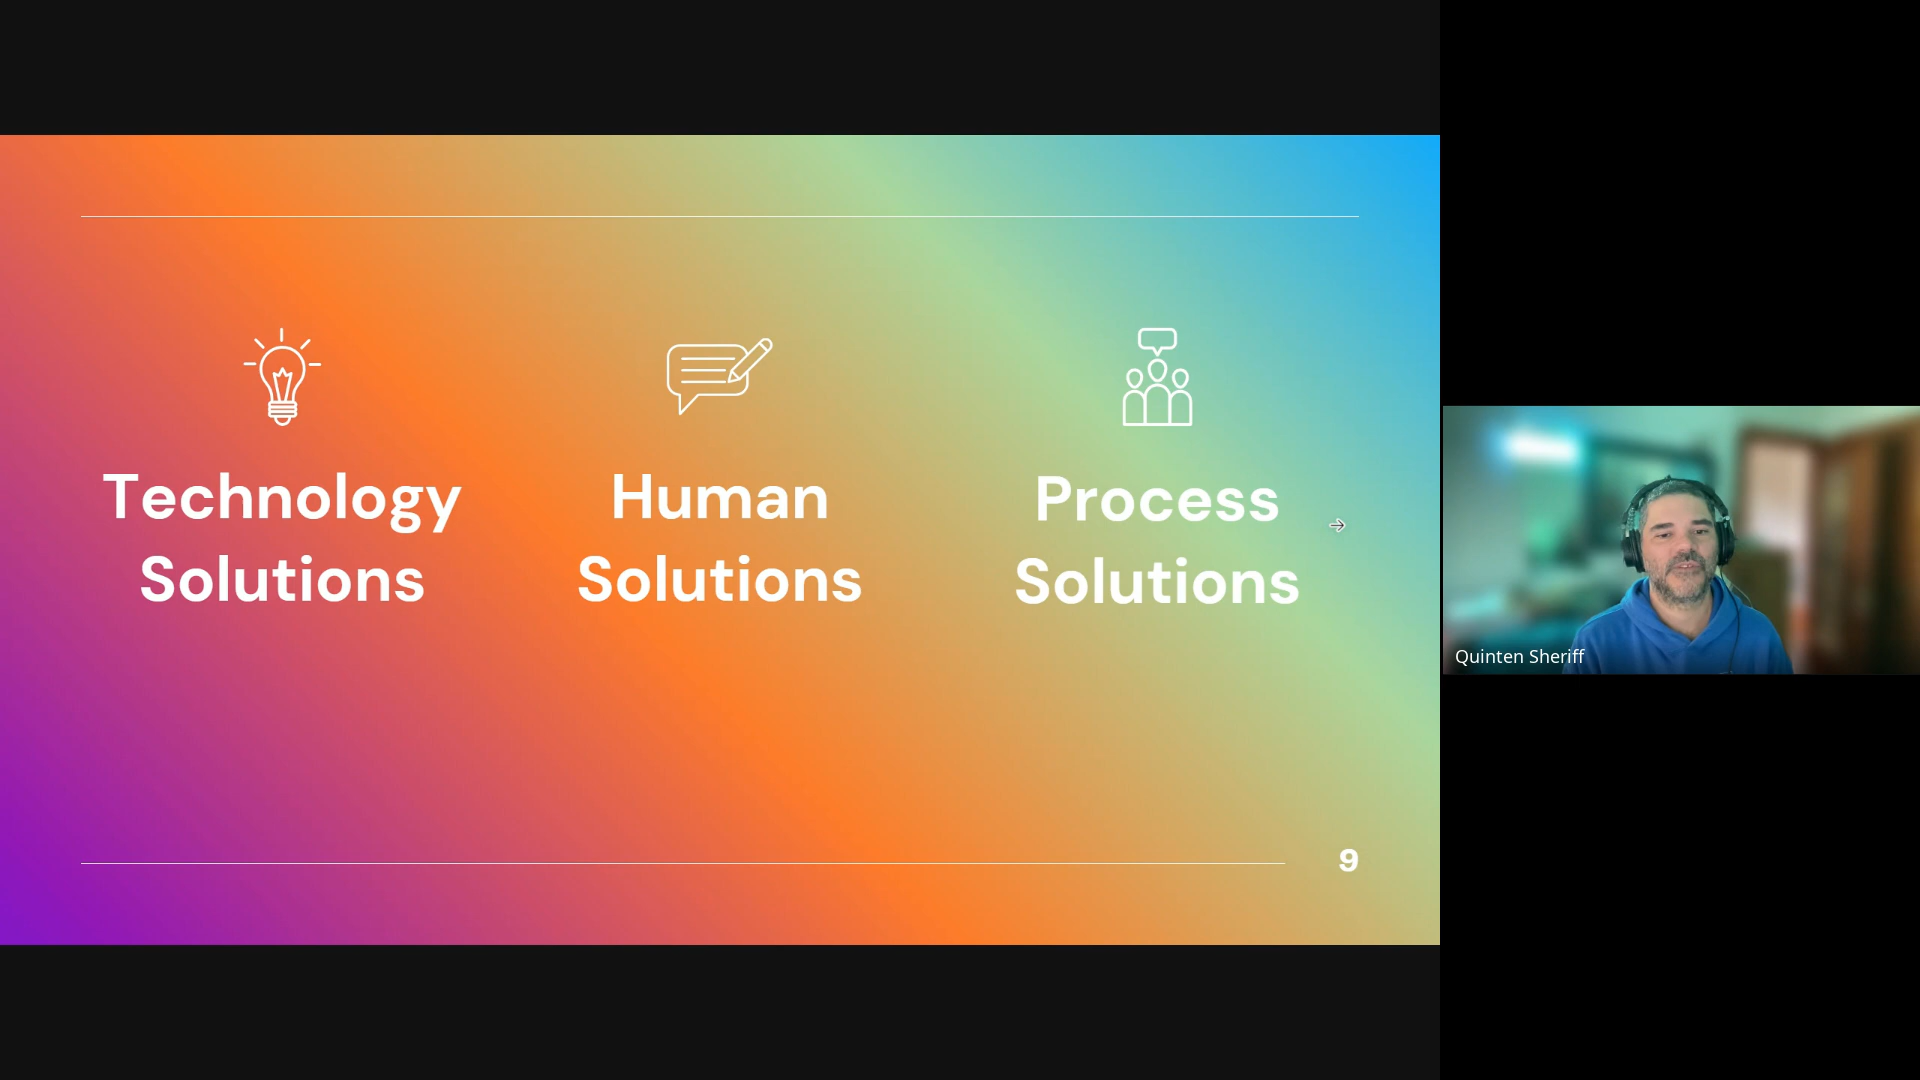 Technology
Solutions
Human
Solutions
Process
Solutions
9
Quinten Sheriff